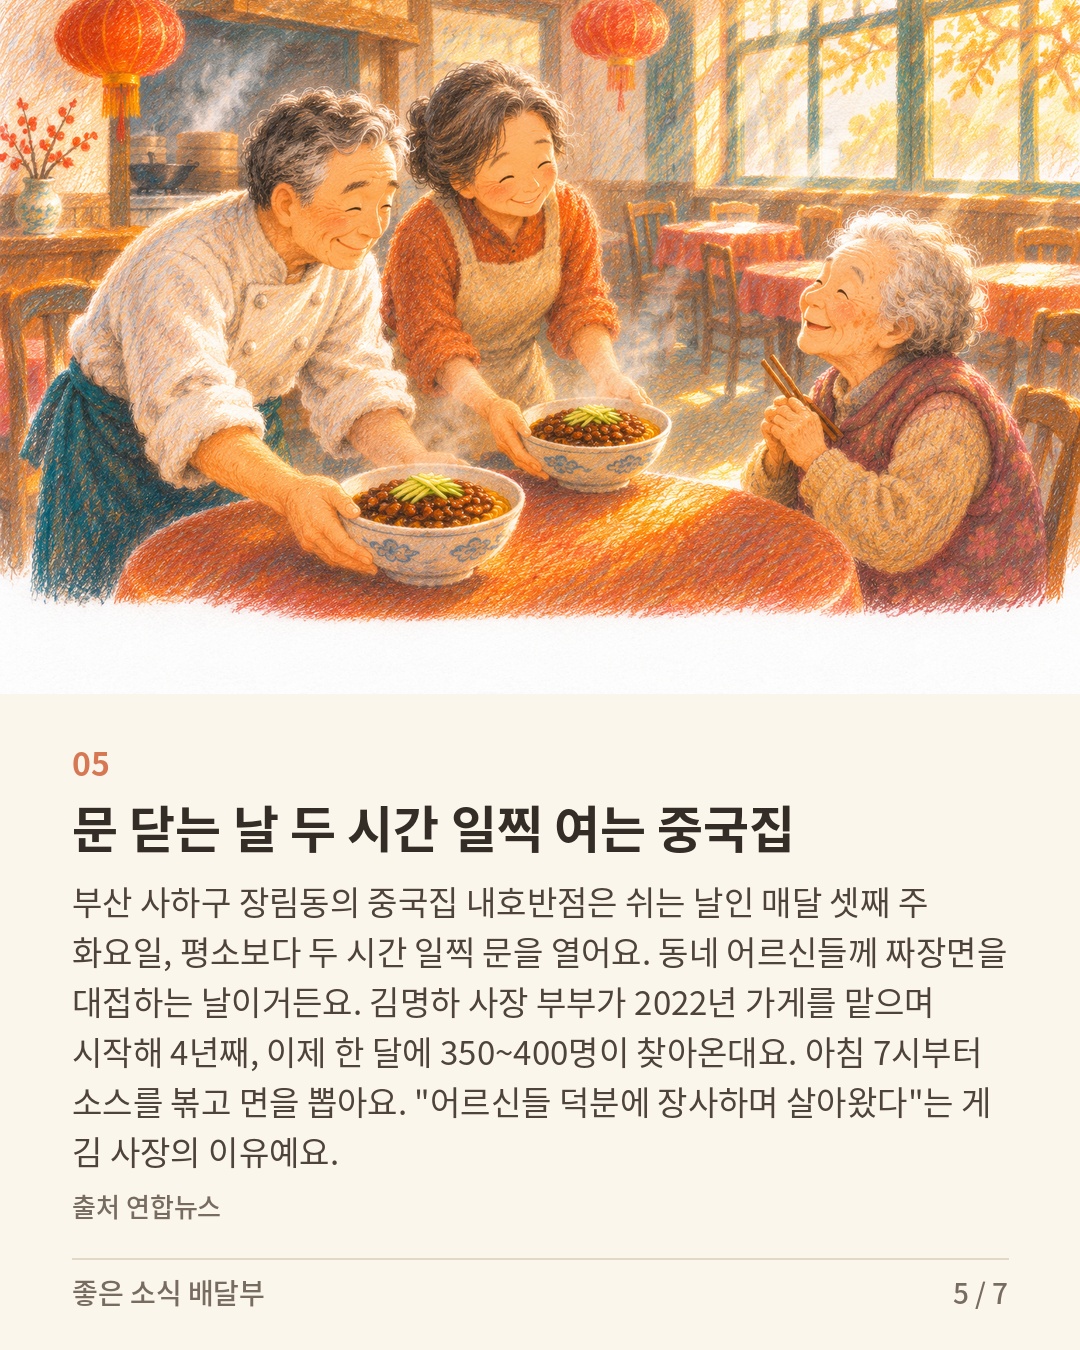 05
문 닫는 날 두 시간 일찍 여는 중국집
부산 사하구 장림동의 중국집 내호반점은 쉬는 날인 매달 셋째 주
화요일, 평소보다 두 시간 일찍 문을 열어요. 동네 어르신들께 짜장면을
대접하는 날이거든요. 김명하 사장 부부가 2022년 가게를 맡으며
시작해 4년째, 이제 한 달에 350~400명이 찾아온대요. 아침 7시부터
소스를 볶고 면을 뽑아요. "어르신들 덕분에 장사하며 살아왔다"는 게
김 사장의 이유예요.
출처 연합뉴스
좋은 소식 배달부
5 / 7